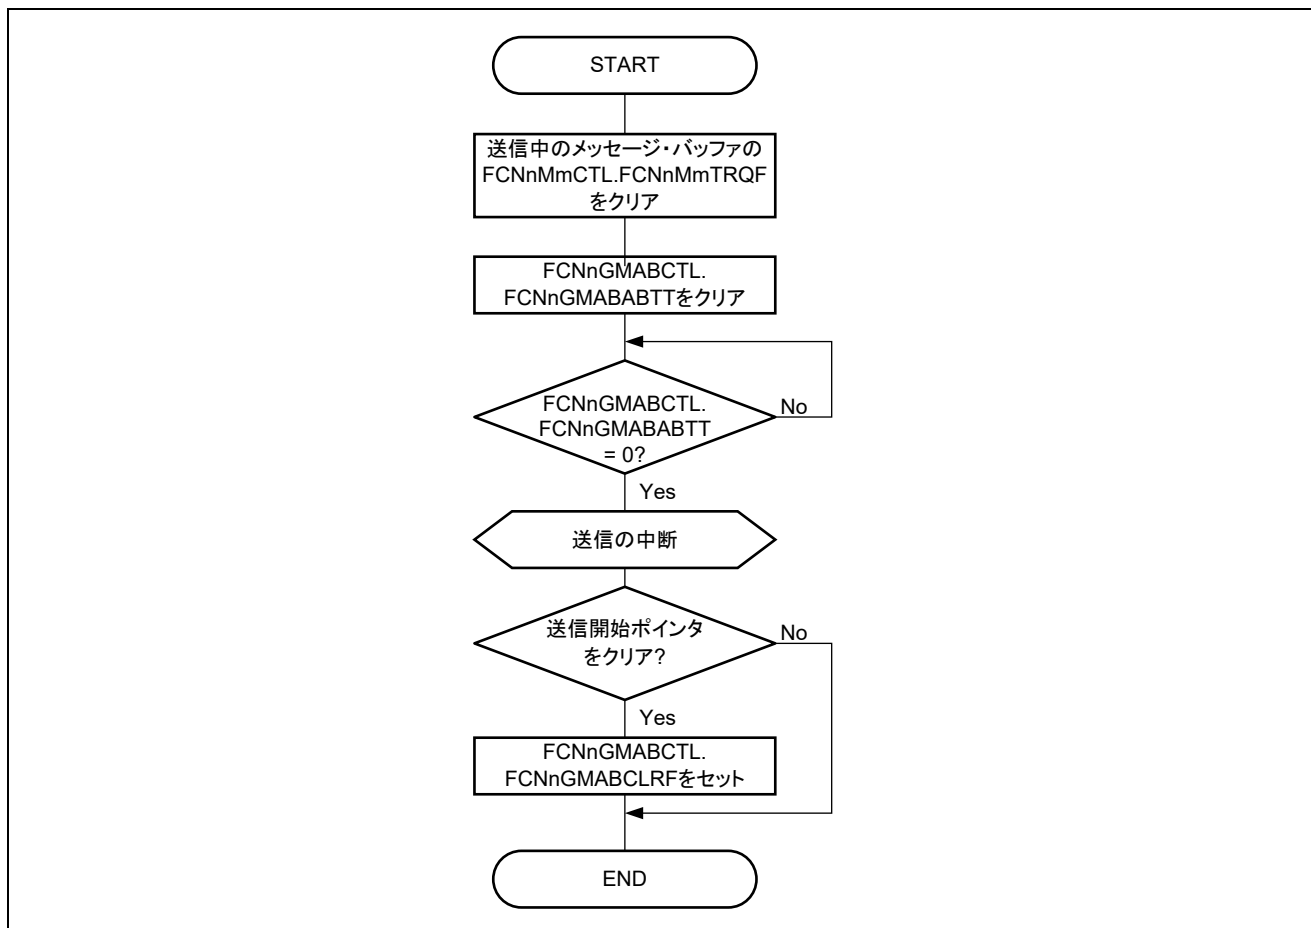 START
送信中のメッセージ・バッファの
FCNnMmCTL.FCNnMmTRQF
をクリア
FCNnGMABCTL.
FCNnGMABABTTをクリア
FCNnGMABCTL.
FCNnGMABABTT
= 0?
No
Yes
送信の中断
送信開始ポインタ
をクリア?
No
Yes
FCNnGMABCTL.
FCNnGMABCLRFをセット
END